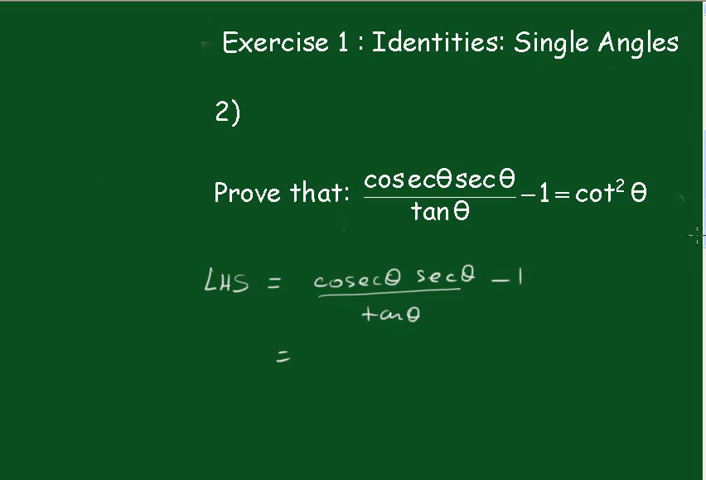 Exercise 1 : Identities: Single Angles
2)
Prove that: cosecθsecθ/tanθ − 1 = cot² θ
LHS = cosecθ secθ/tanθ − 1
=